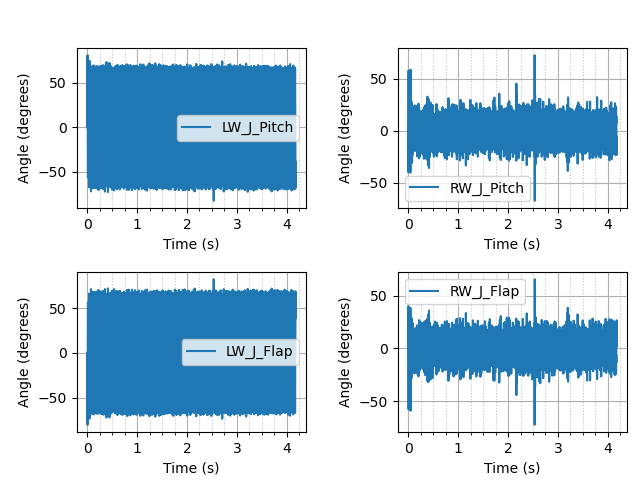 50
0
−50
Angle (degrees)
LW_J_Pitch
0 1 2 3 4
Time (s)
50
0
−50
Angle (degrees)
RW_J_Pitch
0 1 2 3 4
Time (s)
50
0
−50
Angle (degrees)
LW_J_Flap
0 1 2 3 4
Time (s)
50
0
−50
Angle (degrees)
RW_J_Flap
0 1 2 3 4
Time (s)